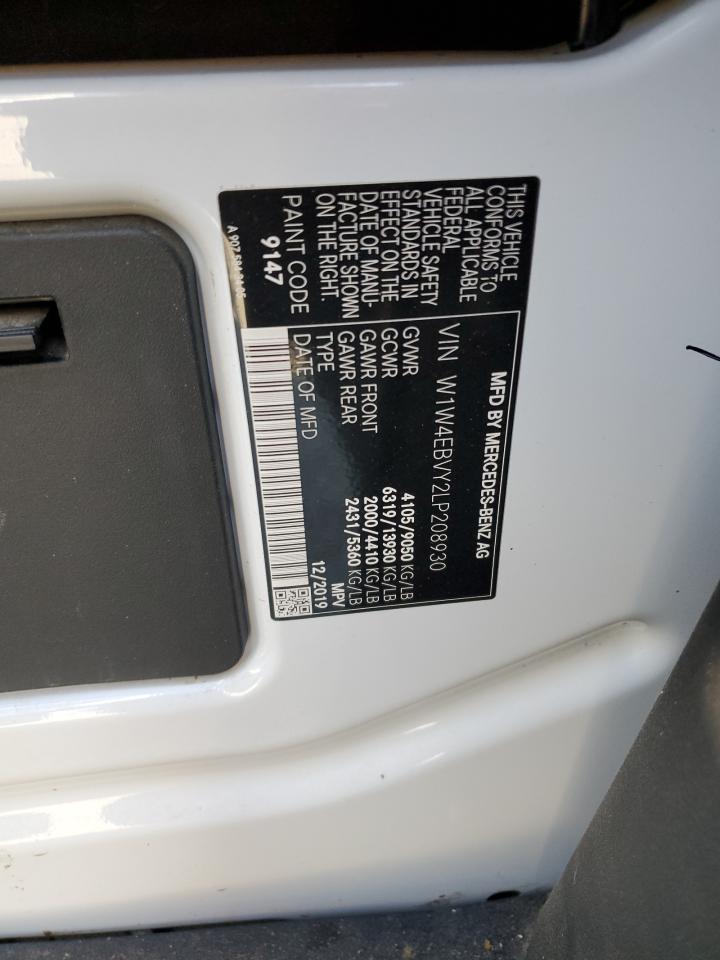 MFD BY MERCEDES-BENZ AG
VIN W1W4EBVY2LP208930
GVWR 4105/9050 KG/LB
GCWR 6319/13930 KG/LB
GAWR FRONT 2000/4410 KG/LB
GAWR REAR 2431/5360 KG/LB
TYPE MPV
DATE OF MFD 12/2019
THIS VEHICLE
CONFORMS TO
ALL APPLICABLE
FEDERAL
VEHICLE SAFETY
STANDARDS IN
EFFECT ON THE
DATE OF MANU-
FACTURE SHOWN
ON THE RIGHT.
PAINT CODE
9147
A 907 584